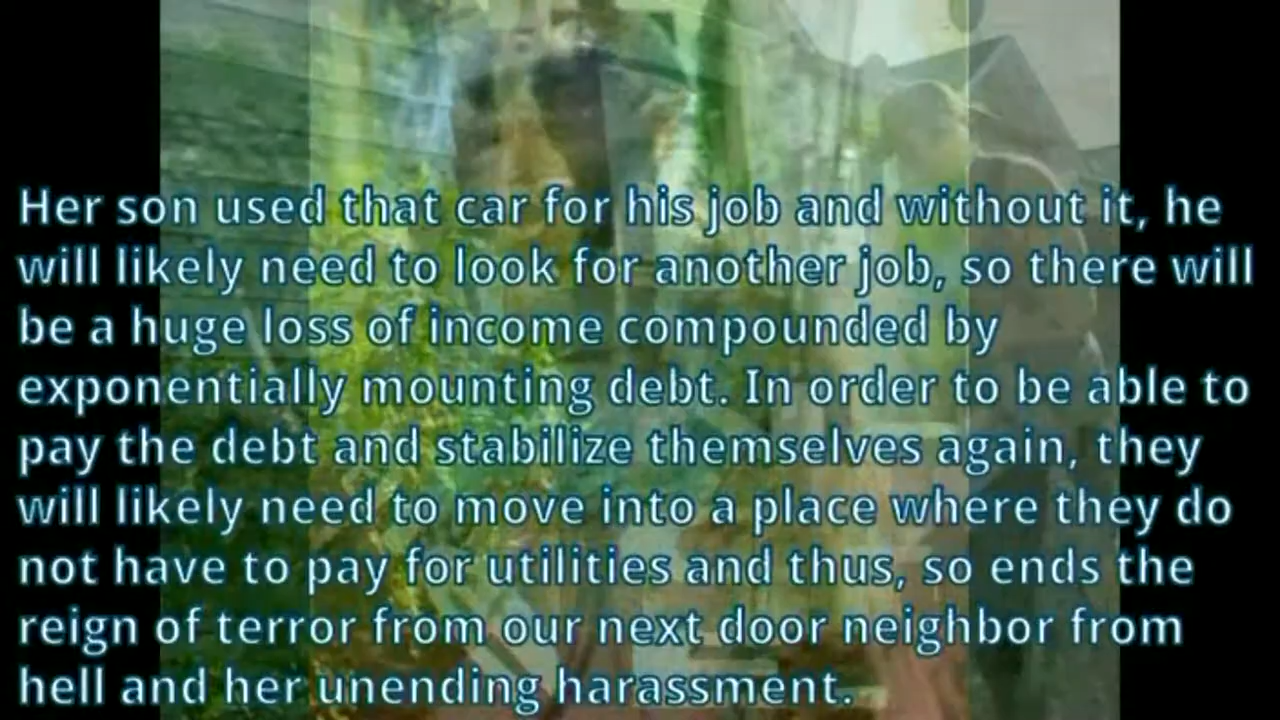 Her son used that car for his job and without it, he
will likely need to look for another job, so there will
be a huge loss of income compounded by
exponentially mounting debt. In order to be able to
pay the debt and stabilize themselves again, they
will likely need to move into a place where they do
not have to pay for utilities and thus, so ends the
reign of terror from our next door neighbor from
hell and her unending harassment.